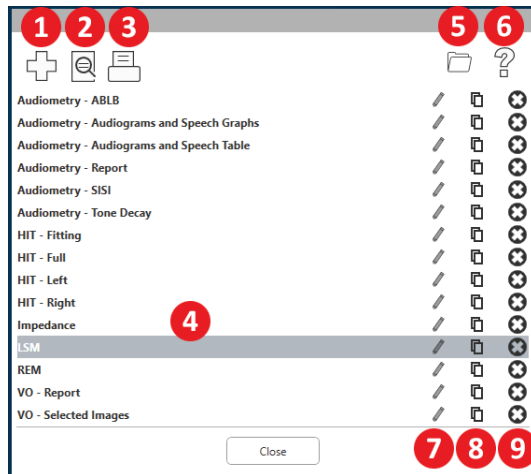 1 2 3 5 6
Audiometry - ABLB
Audiometry - Audiograms and Speech Graphs
Audiometry - Audiograms and Speech Table
Audiometry - Report
Audiometry - SISI
Audiometry - Tone Decay
HIT - Fitting
HIT - Full
HIT - Left
HIT - Right
Impedance 4
LSM
REM
VO - Report
VO - Selected Images
Close 7 8 9